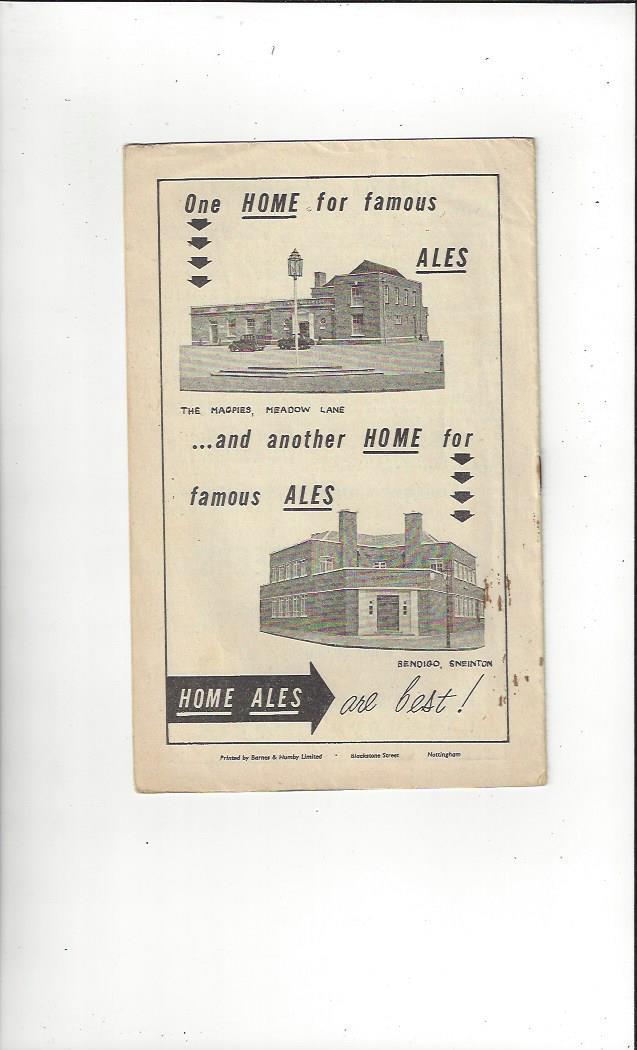 One HOME for famous
ALES
THE MAGPIES, MEADOW LANE
...and another HOME for
famous ALES
BENDIGO, SNEINTON
HOME ALES are best!
Printed by Barnes & Humby Limited · Blackstone Street Nottingham